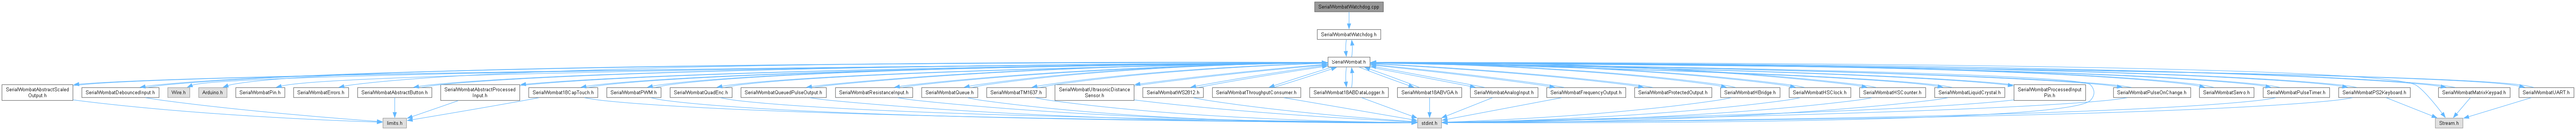 SerialWombatWatchdog.cpp
SerialWombatWatchdog.h
SerialWombat.h
SerialWombatAbstractScaled
Output.h
SerialWombatDebouncedInput.h
Wire.h
Arduino.h
SerialWombatPin.h
SerialWombatErrors.h
SerialWombatAbstractButton.h
SerialWombatAbstractProcessed
Input.h
SerialWombat18CapTouch.h
SerialWombatPWM.h
SerialWombatQuadEnc.h
SerialWombatQueuedPulseOutput.h
SerialWombatResistanceInput.h
SerialWombatQueue.h
SerialWombatTM1637.h
SerialWombatUltrasonicDistance
Sensor.h
SerialWombatWS2812.h
SerialWombatThroughputConsumer.h
SerialWombat18ABDataLogger.h
SerialWombat18ABVGA.h
SerialWombatAnalogInput.h
SerialWombatFrequencyOutput.h
SerialWombatProtectedOutput.h
SerialWombatHBridge.h
SerialWombatHSClock.h
SerialWombatHSCounter.h
SerialWombatLiquidCrystal.h
SerialWombatProcessedInput
Pin.h
SerialWombatPulseOnChange.h
SerialWombatServo.h
SerialWombatPulseTimer.h
SerialWombatPS2Keyboard.h
SerialWombatMatrixKeypad.h
SerialWombatUART.h
limits.h
stdint.h
Stream.h